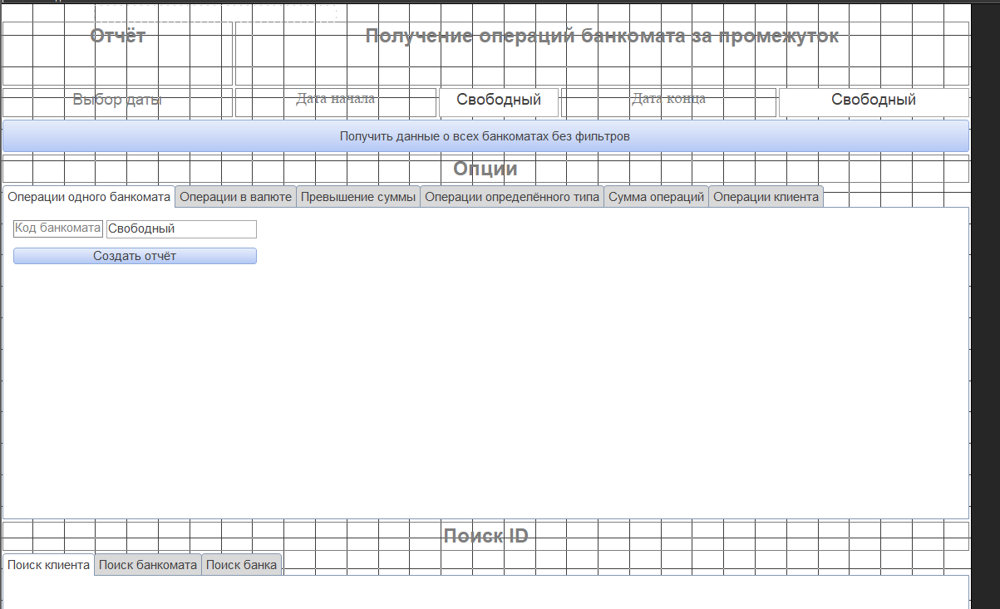 Отчёт Получение операций банкомата за промежуток
Выбор даты Дата начала Свободный Дата конца Свободный
Получить данные о всех банкоматах без фильтров
Опции
Операции одного банкомата Операции в валюте Превышение суммы Операции определённого типа Сумма операций Операции клиента
Код банкомата Свободный
Создать отчёт
Поиск ID
Поиск клиента Поиск банкомата Поиск банка